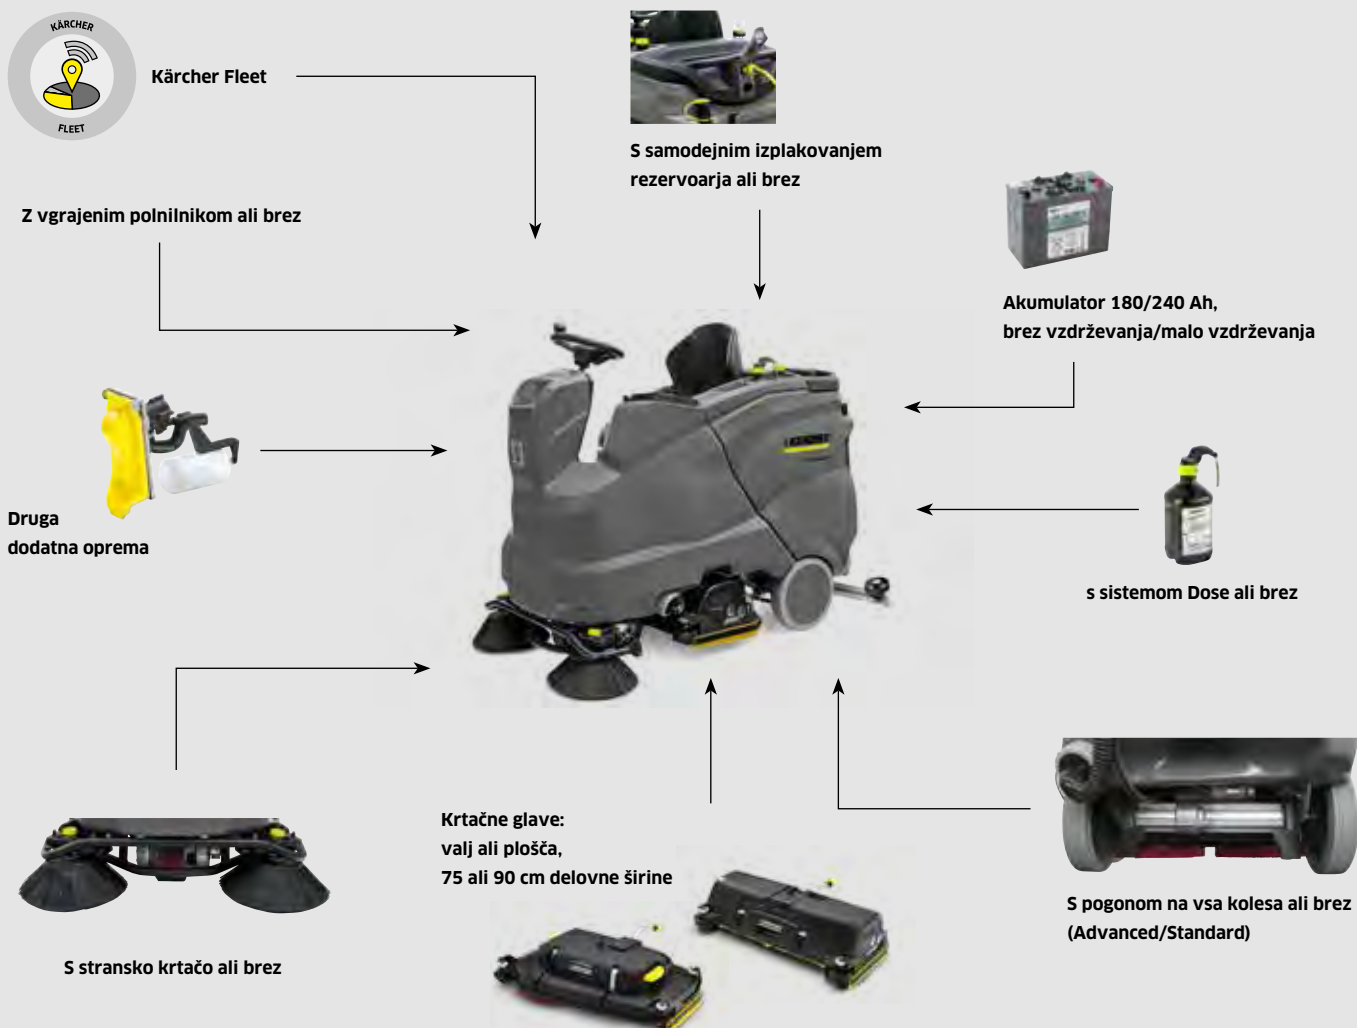 KÄRCHER
FLEET
Kärcher Fleet
S samodejnim izplakovanjem
rezervoarja ali brez
Z vgrajenim polnilnikom ali brez
Akumulator 180/240 Ah,
brez vzdrževanja/malo vzdrževanja
Druga
dodatna oprema
KÄRCHER
s sistemom Dose ali brez
Krtačne glave:
valj ali plošča,
75 ali 90 cm delovne širine
S pogonom na vsa kolesa ali brez
(Advanced/Standard)
S stransko krtačo ali brez